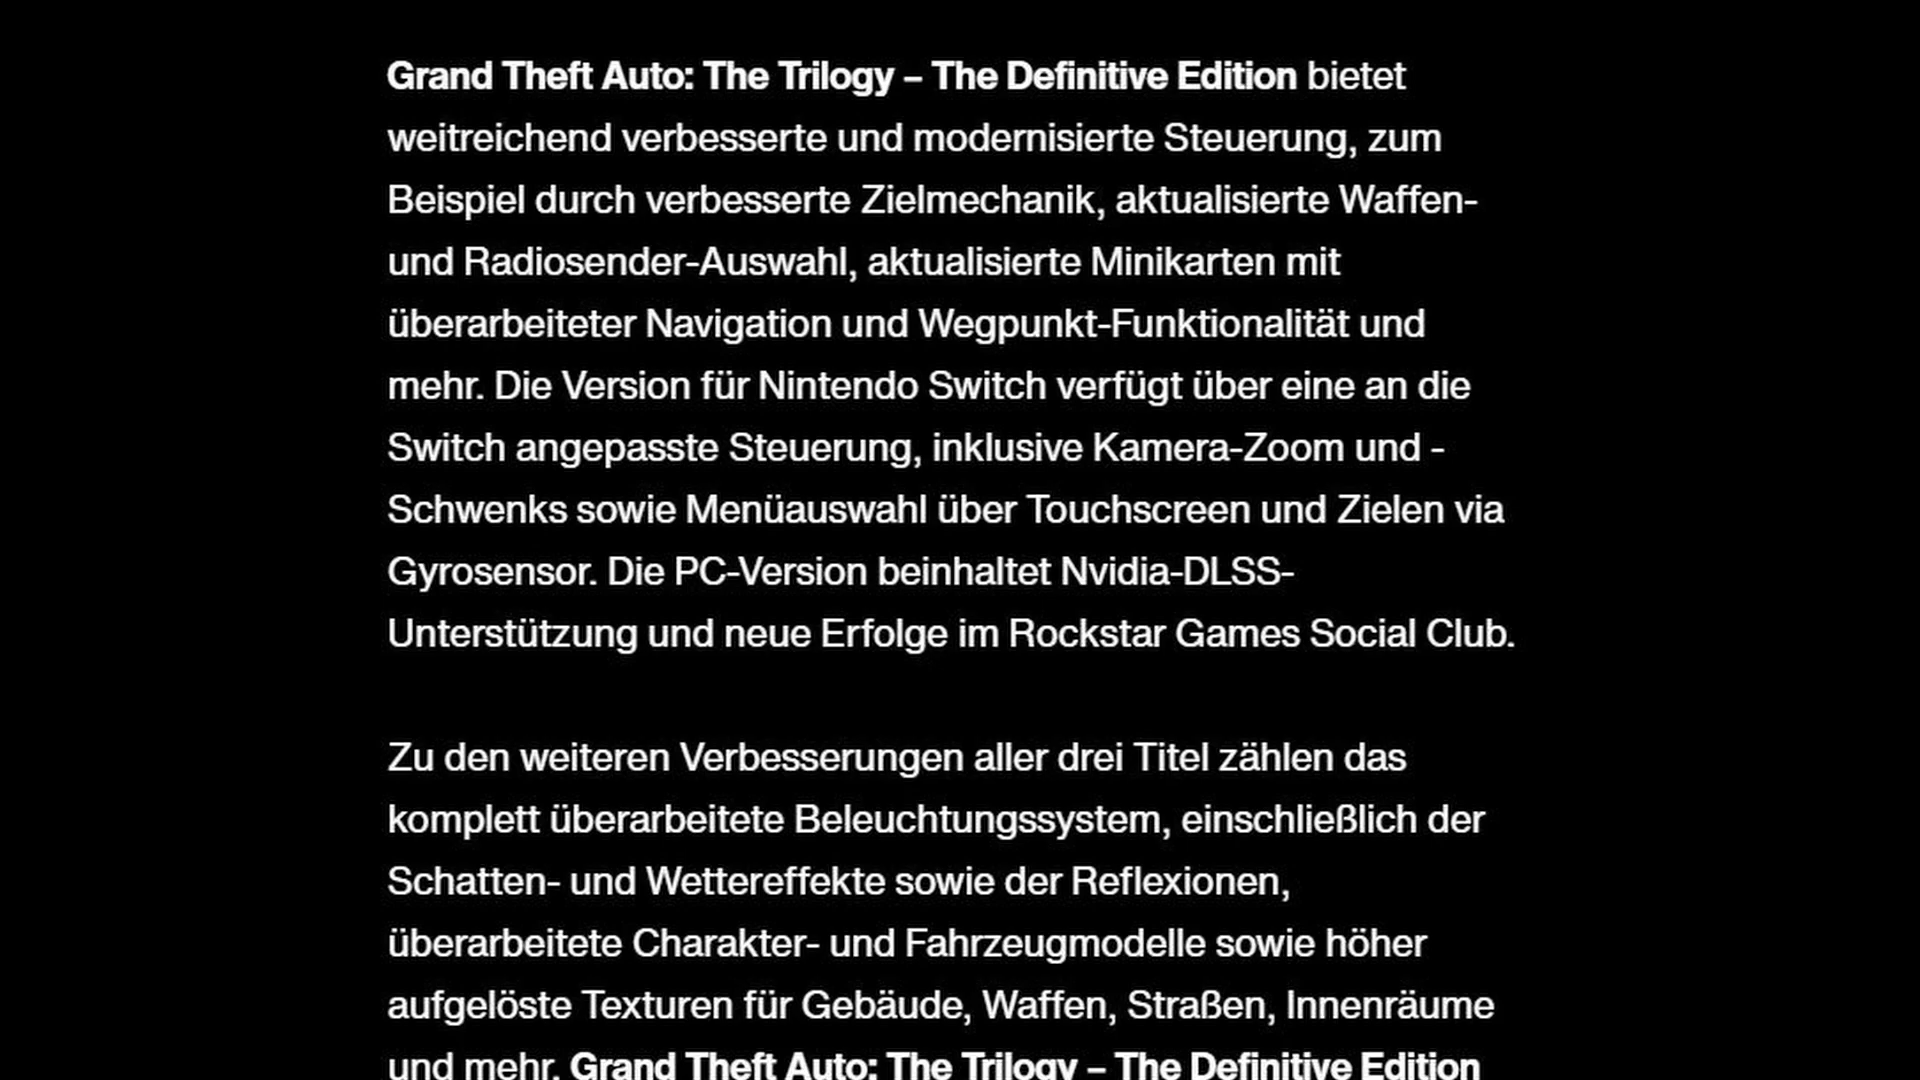 Grand Theft Auto: The Trilogy – The Definitive Edition bietet
weitreichend verbesserte und modernisierte Steuerung, zum
Beispiel durch verbesserte Zielmechanik, aktualisierte Waffen-
und Radiosender-Auswahl, aktualisierte Minikarten mit
überarbeiteter Navigation und Wegpunkt-Funktionalität und
mehr. Die Version für Nintendo Switch verfügt über eine an die
Switch angepasste Steuerung, inklusive Kamera-Zoom und -
Schwenks sowie Menüauswahl über Touchscreen und Zielen via
Gyrosensor. Die PC-Version beinhaltet Nvidia-DLSS-
Unterstützung und neue Erfolge im Rockstar Games Social Club.
Zu den weiteren Verbesserungen aller drei Titel zählen das
komplett überarbeitete Beleuchtungssystem, einschließlich der
Schatten- und Wettereffekte sowie der Reflexionen,
überarbeitete Charakter- und Fahrzeugmodelle sowie höher
aufgelöste Texturen für Gebäude, Waffen, Straßen, Innenräume
und mehr. Grand Theft Auto: The Trilogy – The Definitive Edition